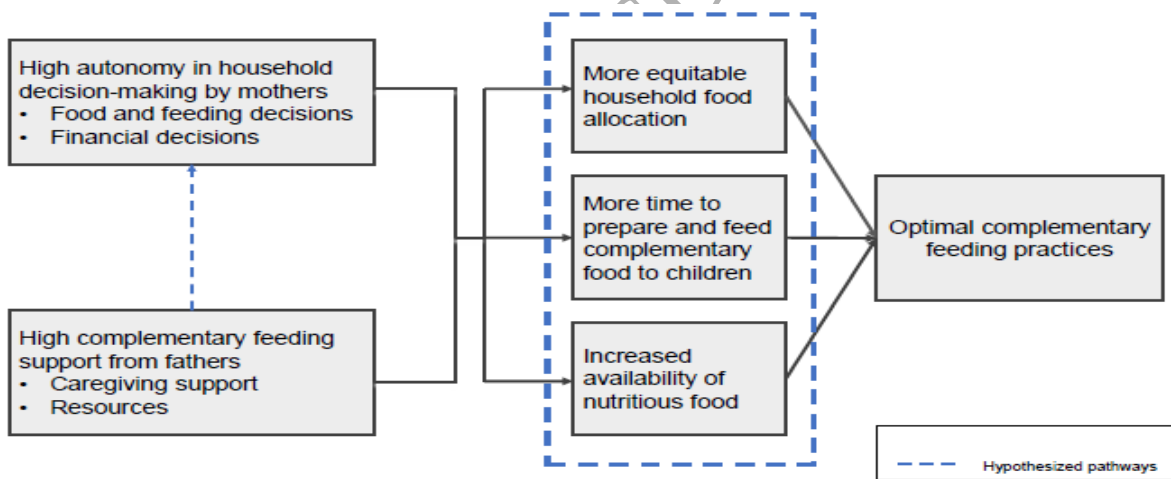 High autonomy in household
decision-making by mothers
• Food and feeding decisions
• Financial decisions
High complementary feeding
support from fathers
• Caregiving support
• Resources
More equitable
household food
allocation
More time to
prepare and feed
complementary
food to children
Increased
availability of
nutritious food
Optimal complementary
feeding practices
Hypothesized pathways